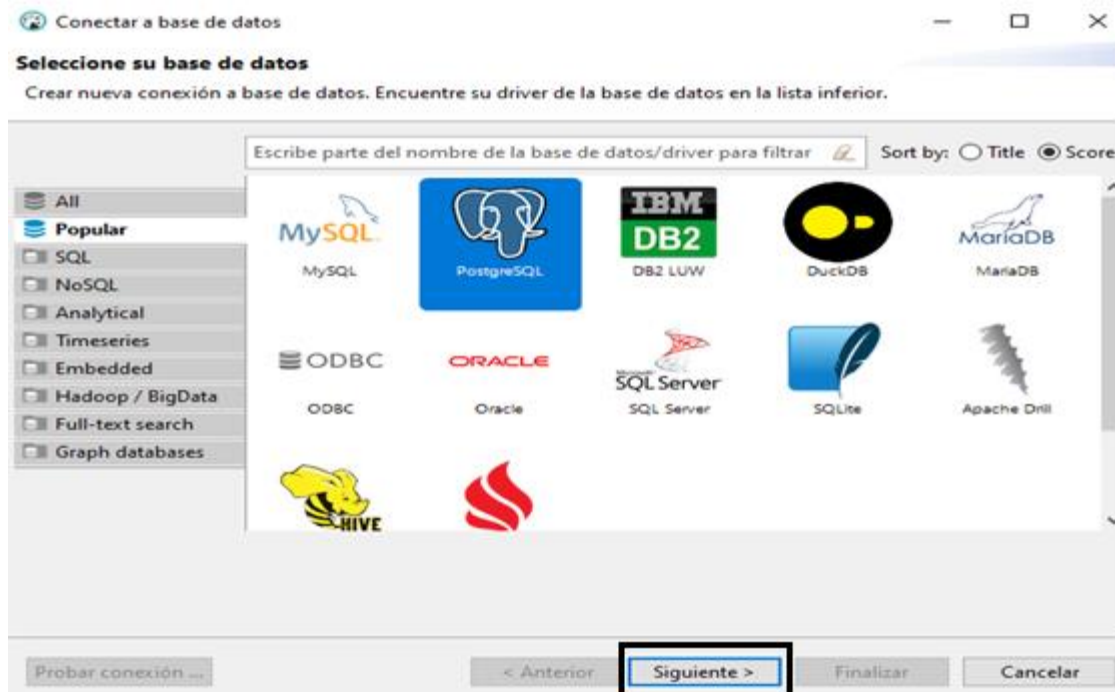 Conectar a base de datos
Seleccione su base de datos
Crear nueva conexión a base de datos. Encuentre su driver de la base de datos en la lista inferior.
Escribe parte del nombre de la base de datos/driver para filtrar
Sort by: Title Score
All
Popular
SQL
NoSQL
Analytical
Timeseries
Embedded
Hadoop / BigData
Full-text search
Graph databases
MySQL
MySQL
PostgreSQL
IBM
DB2
DB2 LUW
DuckDB
MariaDB
MariaDB
ODBC
ODBC
ORACLE
Oracle
SQL Server
SQL Server
SQLite
Apache Drill
HIVE
Probar conexión ...
< Anterior
Siguiente >
Finalizar
Cancelar